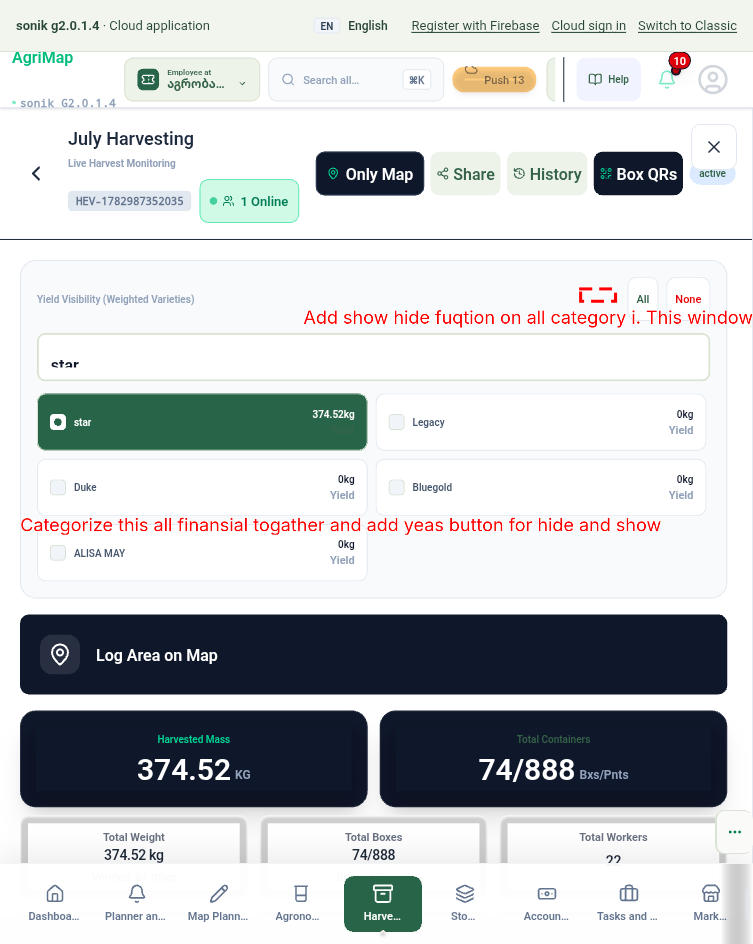 sonik g2.0.1.4 · Cloud application
EN English
Register with Firebase Cloud sign in Switch to Classic
AgriMap
sonik G2.0.1.4
Employee at
აგრობა...
Search all...
⌘K
Push 13
Help
10
July Harvesting
Live Harvest Monitoring
HEV-1782987352035
1 Online
Only Map
Share
History
Box QRs
active
Yield Visibility (Weighted Varieties)
All
None
Add show hide fuqtion on all category i. This window
star
star
374.52kg
Legacy
0kg
Yield
Duke
0kg
Yield
Bluegold
0kg
Yield
Categorize this all finansial togather and add yeas button for hide and show
ALISA MAY
0kg
Yield
Log Area on Map
Harvested Mass
374.52 KG
Total Containers
74/888 Bxs/Pnts
Total Weight
374.52 kg
Total Boxes
74/888
Total Workers
22
Dashboa...
Planner an...
Map Plann...
Agrono...
Harve...
Sto...
Accoun...
Tasks and ...
Mark...